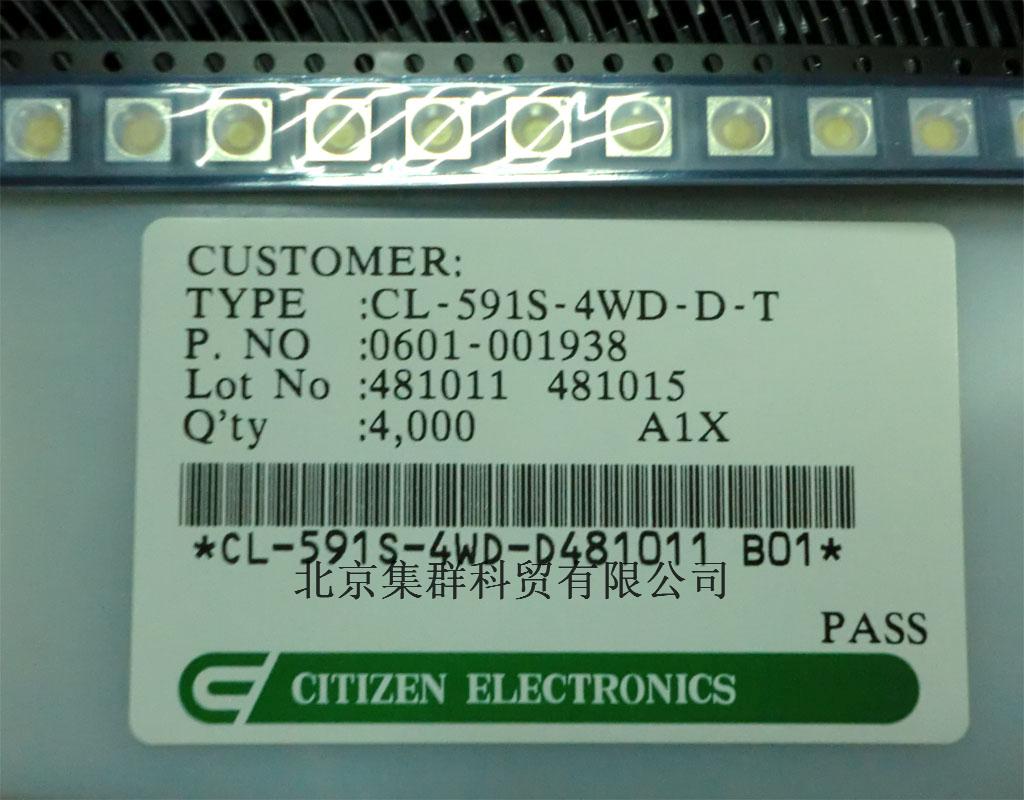 CUSTOMER:
TYPE :CL-591S-4WD-D-T
P. NO :0601-001938
Lot No :481011 481015
Q'ty :4,000 A1X
*CL-591S-4WD-D481011 B01*
北京集群科贸有限公司
PASS
CITIZEN ELECTRONICS